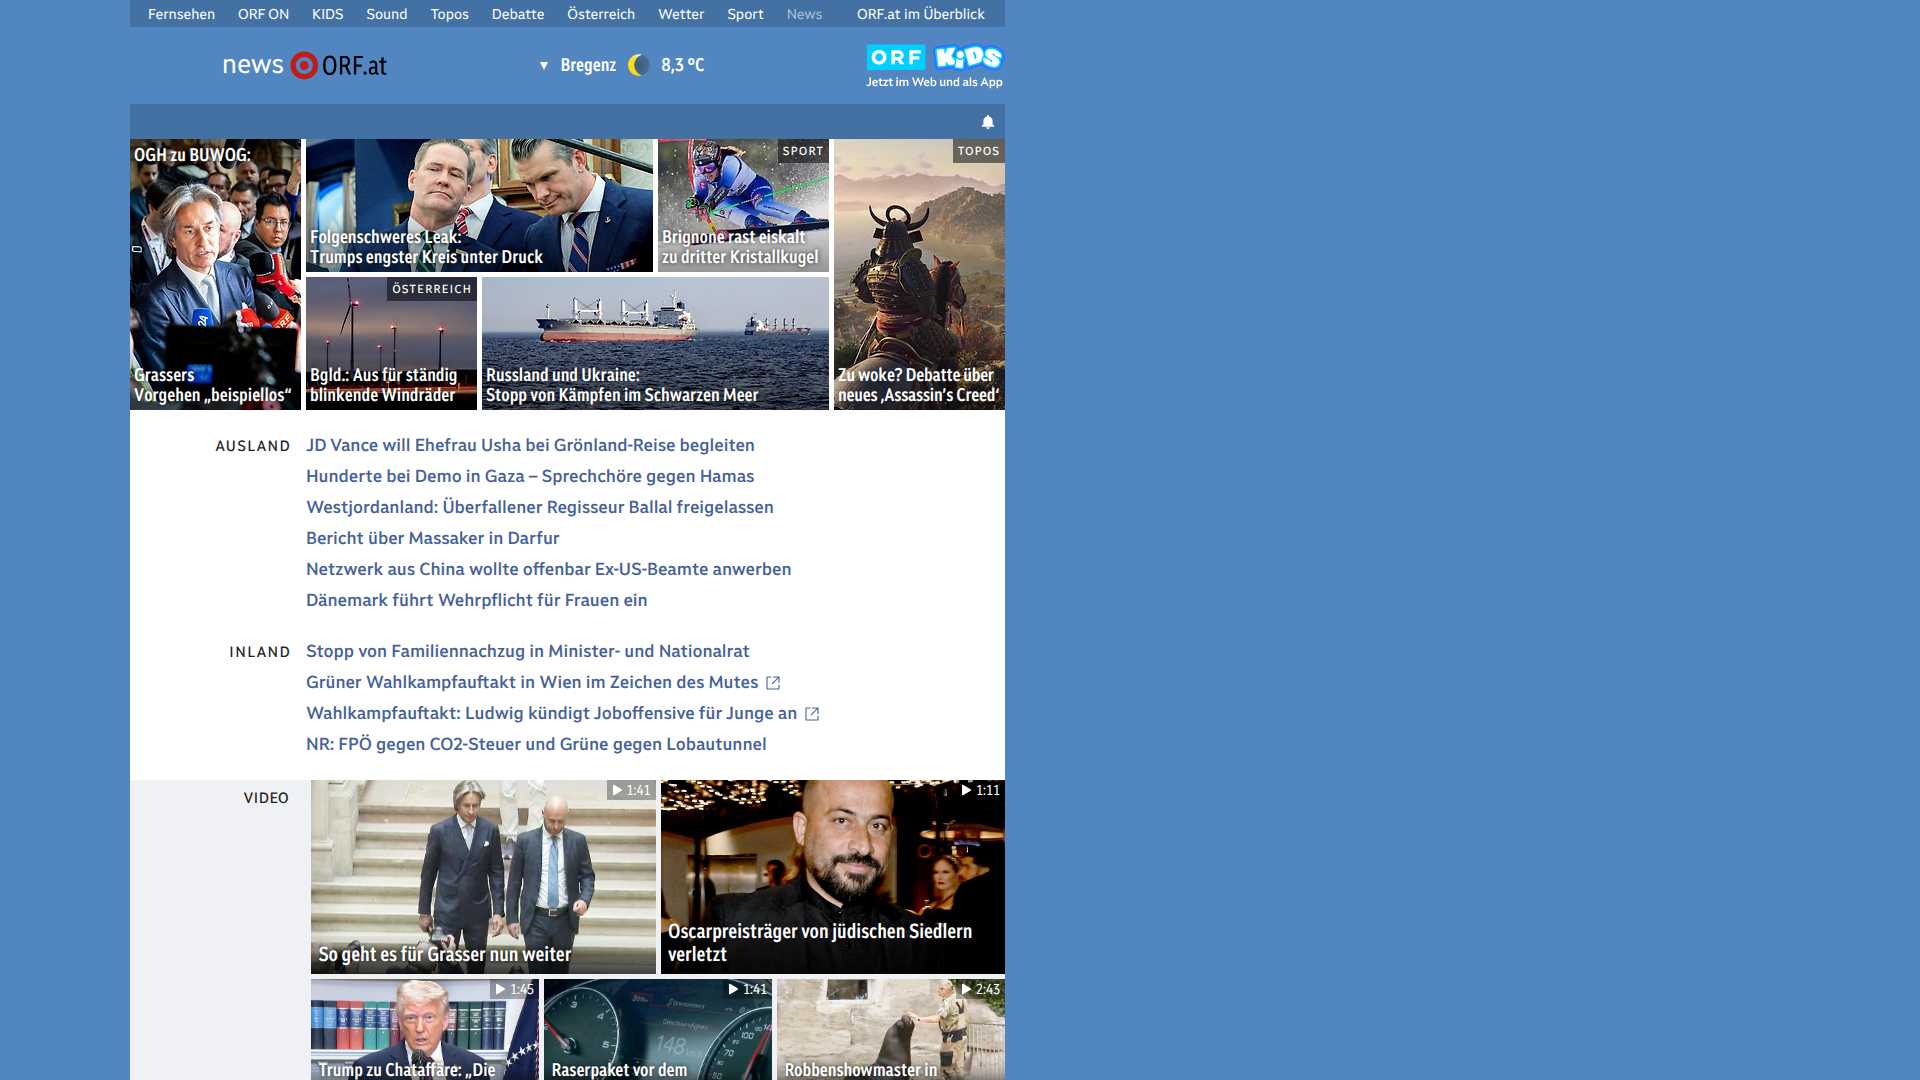 Fernsehen ORF ON KIDS Sound Topos Debatte Österreich Wetter Sport News ORF.at im Überblick
news ORF.at
▼ Bregenz 8,3 °C
ORF KiDS
Jetzt im Web und als App
OGH zu BUWOG:
Grassers
Vorgehen „beispiellos“
Folgenschweres Leak:
Trumps engster Kreis unter Druck
SPORT
Brignone rast eiskalt
zu dritter Kristallkugel
TOPOS
Zu woke? Debatte über
neues ‚Assassin’s Creed‘
ÖSTERREICH
Bgld.: Aus für ständig
blinkende Windräder
Russland und Ukraine:
Stopp von Kämpfen im Schwarzen Meer
AUSLAND
JD Vance will Ehefrau Usha bei Grönland-Reise begleiten
Hunderte bei Demo in Gaza – Sprechchöre gegen Hamas
Westjordanland: Überfallener Regisseur Ballal freigelassen
Bericht über Massaker in Darfur
Netzwerk aus China wollte offenbar Ex-US-Beamte anwerben
Dänemark führt Wehrpflicht für Frauen ein
INLAND
Stopp von Familiennachzug in Minister- und Nationalrat
Grüner Wahlkampfauftakt in Wien im Zeichen des Mutes
Wahlkampfauftakt: Ludwig kündigt Joboffensive für Junge an
NR: FPÖ gegen CO2-Steuer und Grüne gegen Lobautunnel
VIDEO
1:41
So geht es für Grasser nun weiter
1:11
Oscarpreisträger von jüdischen Siedlern
verletzt
1:45
Trump zu Chataffäre: „Die
1:41
148
Raserpaket vor dem
2:43
Robbenshowmaster in